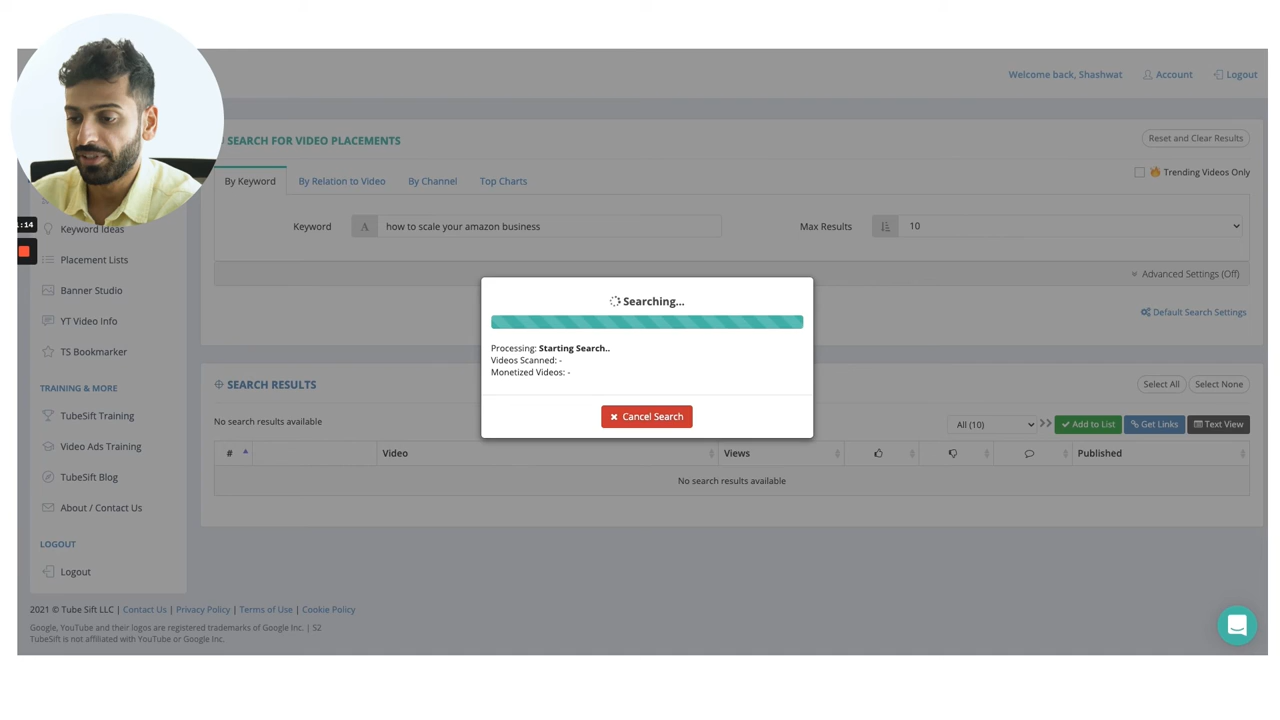 Welcome back, Shashwat
Account
Logout
SEARCH FOR VIDEO PLACEMENTS
Reset and Clear Results
By Keyword
By Relation to Video
By Channel
Top Charts
Trending Videos Only
Keyword
A
how to scale your amazon business
Max Results
10
Advanced Settings (Off)
Default Search Settings
:14
Keyword Ideas
Placement Lists
Banner Studio
YT Video Info
TS Bookmarker
TRAINING & MORE
TubeSift Training
Video Ads Training
TubeSift Blog
About / Contact Us
LOGOUT
Logout
Searching...
Processing: Starting Search..
Videos Scanned: -
Monetized Videos: -
Cancel Search
SEARCH RESULTS
Select All
Select None
No search results available
All (10)
Add to List
Get Links
Text View
#
Video
Views
Published
No search results available
2021 © Tube Sift LLC | Contact Us | Privacy Policy | Terms of Use | Cookie Policy
Google, YouTube and their logos are registered trademarks of Google Inc. | S2
TubeSift is not affiliated with YouTube or Google Inc.